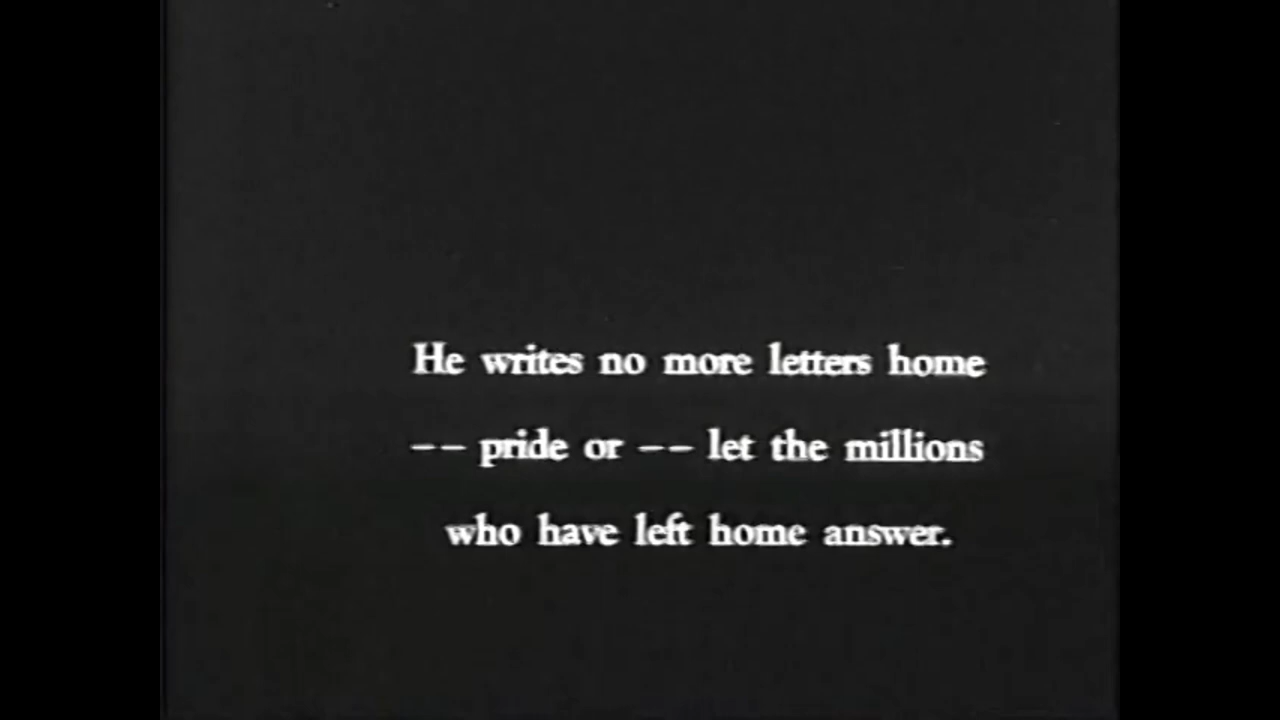 He writes no more letters home
-- pride or -- let the millions
who have left home answer.